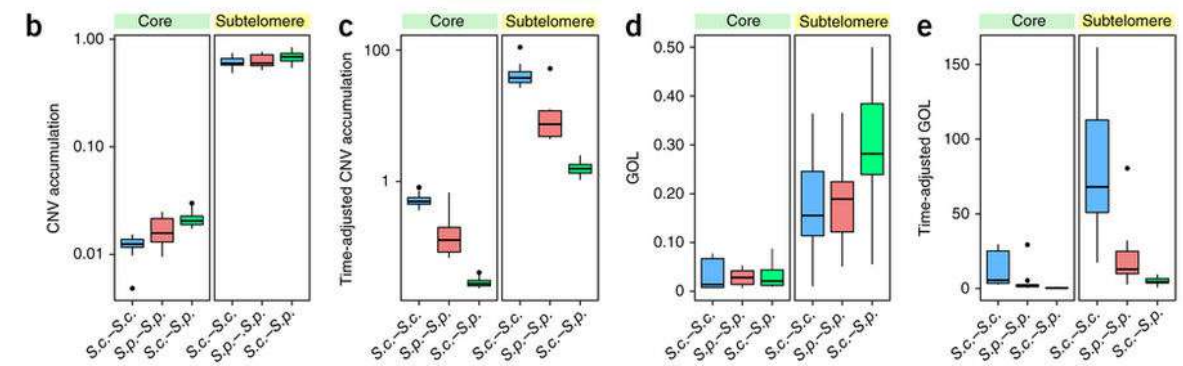 b
Core
Subtelomere
CNV accumulation
1.00
0.10
0.01
S.c.–S.c.
S.p–S.p.
S.c.–S.p.
S.c.–S.c.
S.p–.S.p.
S.c.–S.p.
c
Core
Subtelomere
Time-adjusted CNV accumulation
100
1
S.c.–S.c.
S.p–S.p.
S.c.–S.p.
S.c.–S.c.
S.p.–S.p.
S.c.–S.p.
d
Core
Subtelomere
GOL
0.50
0.40
0.30
0.20
0.10
0
S.c.–S.c.
S.p–S.p.
S.c.–S.p.
S.c.–S.c.
S.p.–S.p.
S.c.–S.p.
e
Core
Subtelomere
Time-adjusted GOL
150
100
50
0
S.c.–S.c.
S.p.–S.p.
S.c.–S.p.
S.c.–S.c.
S.p.–S.p.
S.c.–S.p.